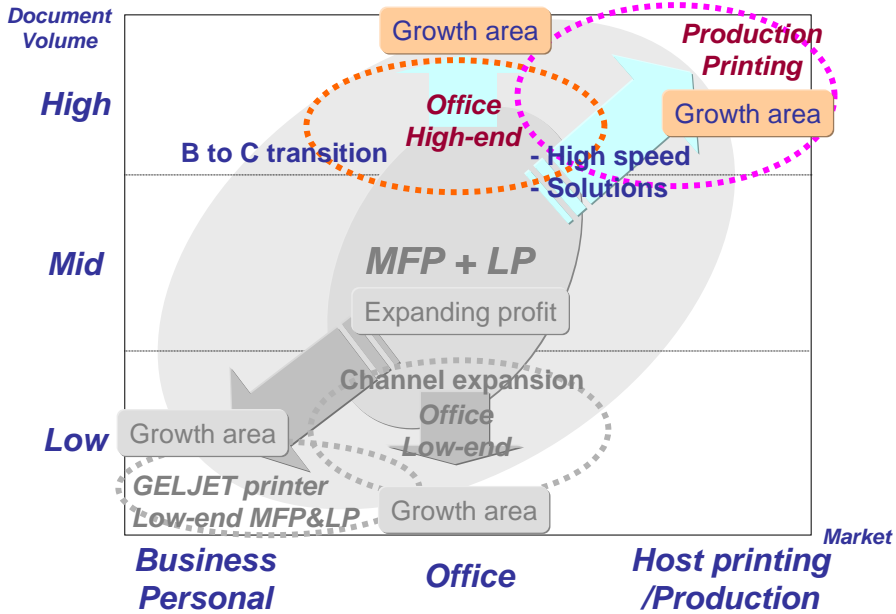 Document
Volume
Growth area
Production
Printing
High
Office
High-end
Growth area
B to C transition
- High speed
- Solutions
Mid
MFP + LP
Expanding profit
Channel expansion
Low
Growth area
Office
Low-end
GELJET printer
Low-end MFP&LP
Growth area
Market
Business
Personal
Office
Host printing
/Production